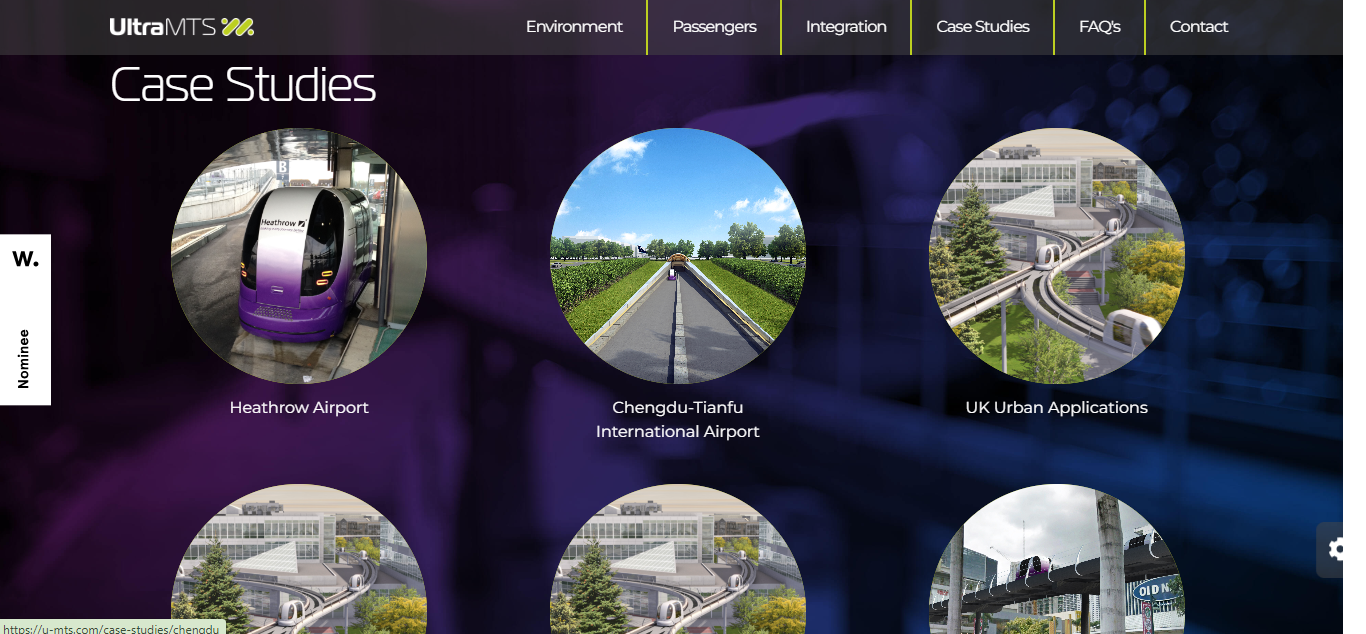 UltraMTS
Environment
Passengers
Integration
Case Studies
FAQ's
Contact
Case Studies
B
Heathrow
W.
Nominee
Heathrow Airport
Chengdu-Tianfu
International Airport
UK Urban Applications
OID N
https://u-mts.com/case-studies/chengdu